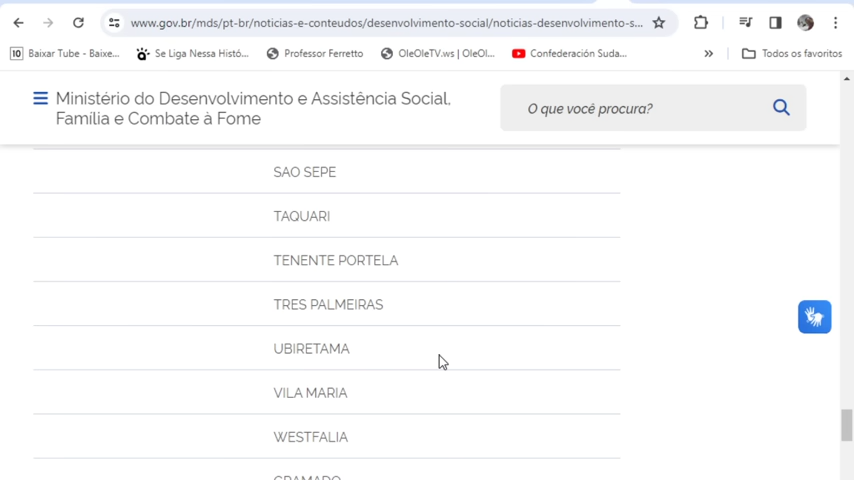 www.gov.br/mds/pt-br/noticias-e-conteudos/desenvolvimento-social/noticias-desenvolvimento-s...
10 Baixar Tube - Baixe... Se Liga Nessa Histó... Professor Ferretto OleOleTV.ws | OleOl... Confederación Suda... » Todos os favoritos
Ministério do Desenvolvimento e Assistência Social,
Família e Combate à Fome
O que você procura?
SAO SEPE
TAQUARI
TENENTE PORTELA
TRES PALMEIRAS
UBIRETAMA
VILA MARIA
WESTFALIA
GRAMADO